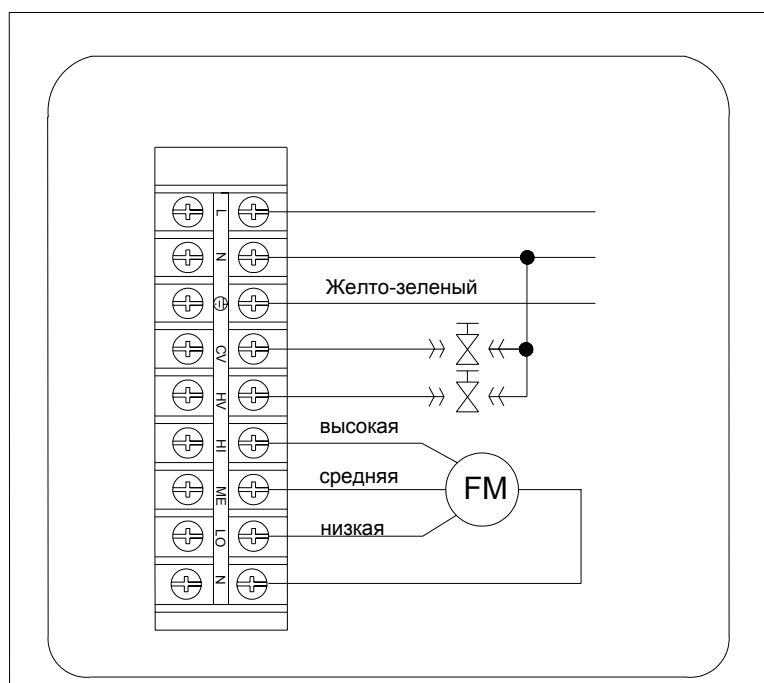 L
N
Желто-зеленый
CV
HV
HI
высокая
ME
средняя
FM
LO
низкая
N